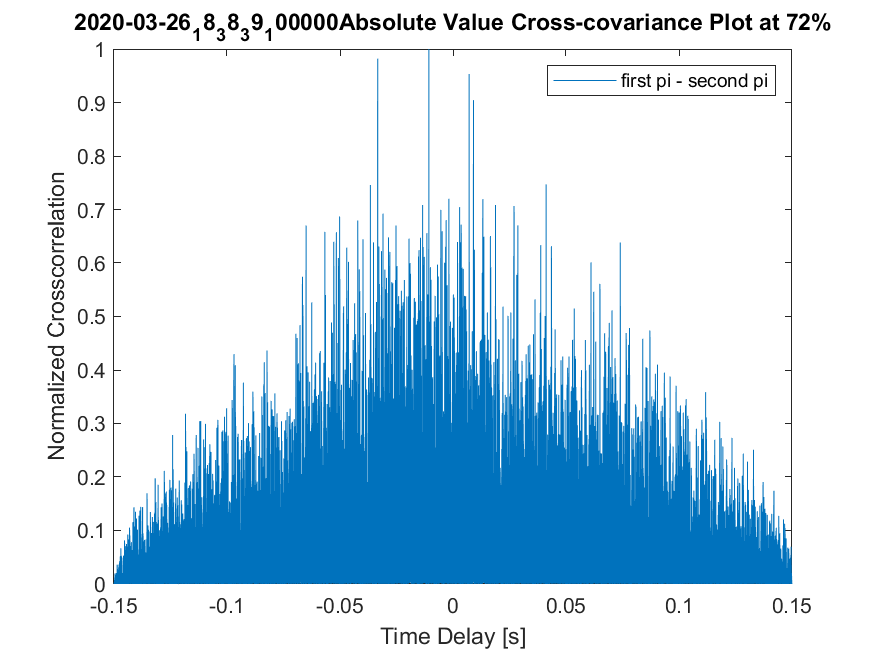 2020-03-26₁8₃8₃9₁00000Absolute Value Cross-covariance Plot at 72%
first pi - second pi
Normalized Crosscorrelation
1
0.9
0.8
0.7
0.6
0.5
0.4
0.3
0.2
0.1
0
-0.15 -0.1 -0.05 0 0.05 0.1 0.15
Time Delay [s]